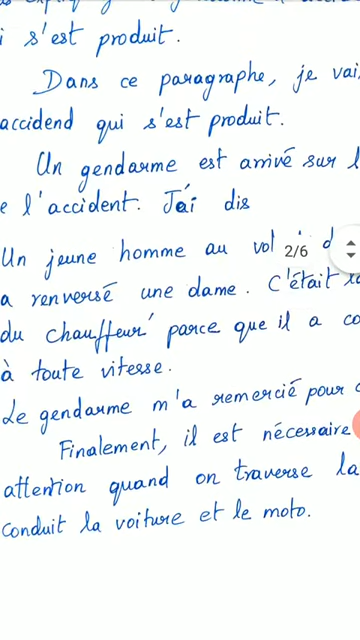 i s'est produit.
Dans ce paragraphe, je vai
accidend qui s'est produit.
Un gendarme est arrivé sur l
e l'accident. J'ai dis
Un jeune homme au vol d
2/6
a renversé une dame. C'était
du chauffeur parce que il a co
à toute vitesse.
Le gendarme m'a remercié pour
Finalement, il est nécessaire
attention quand on traverse la
conduit la voiture et le moto.